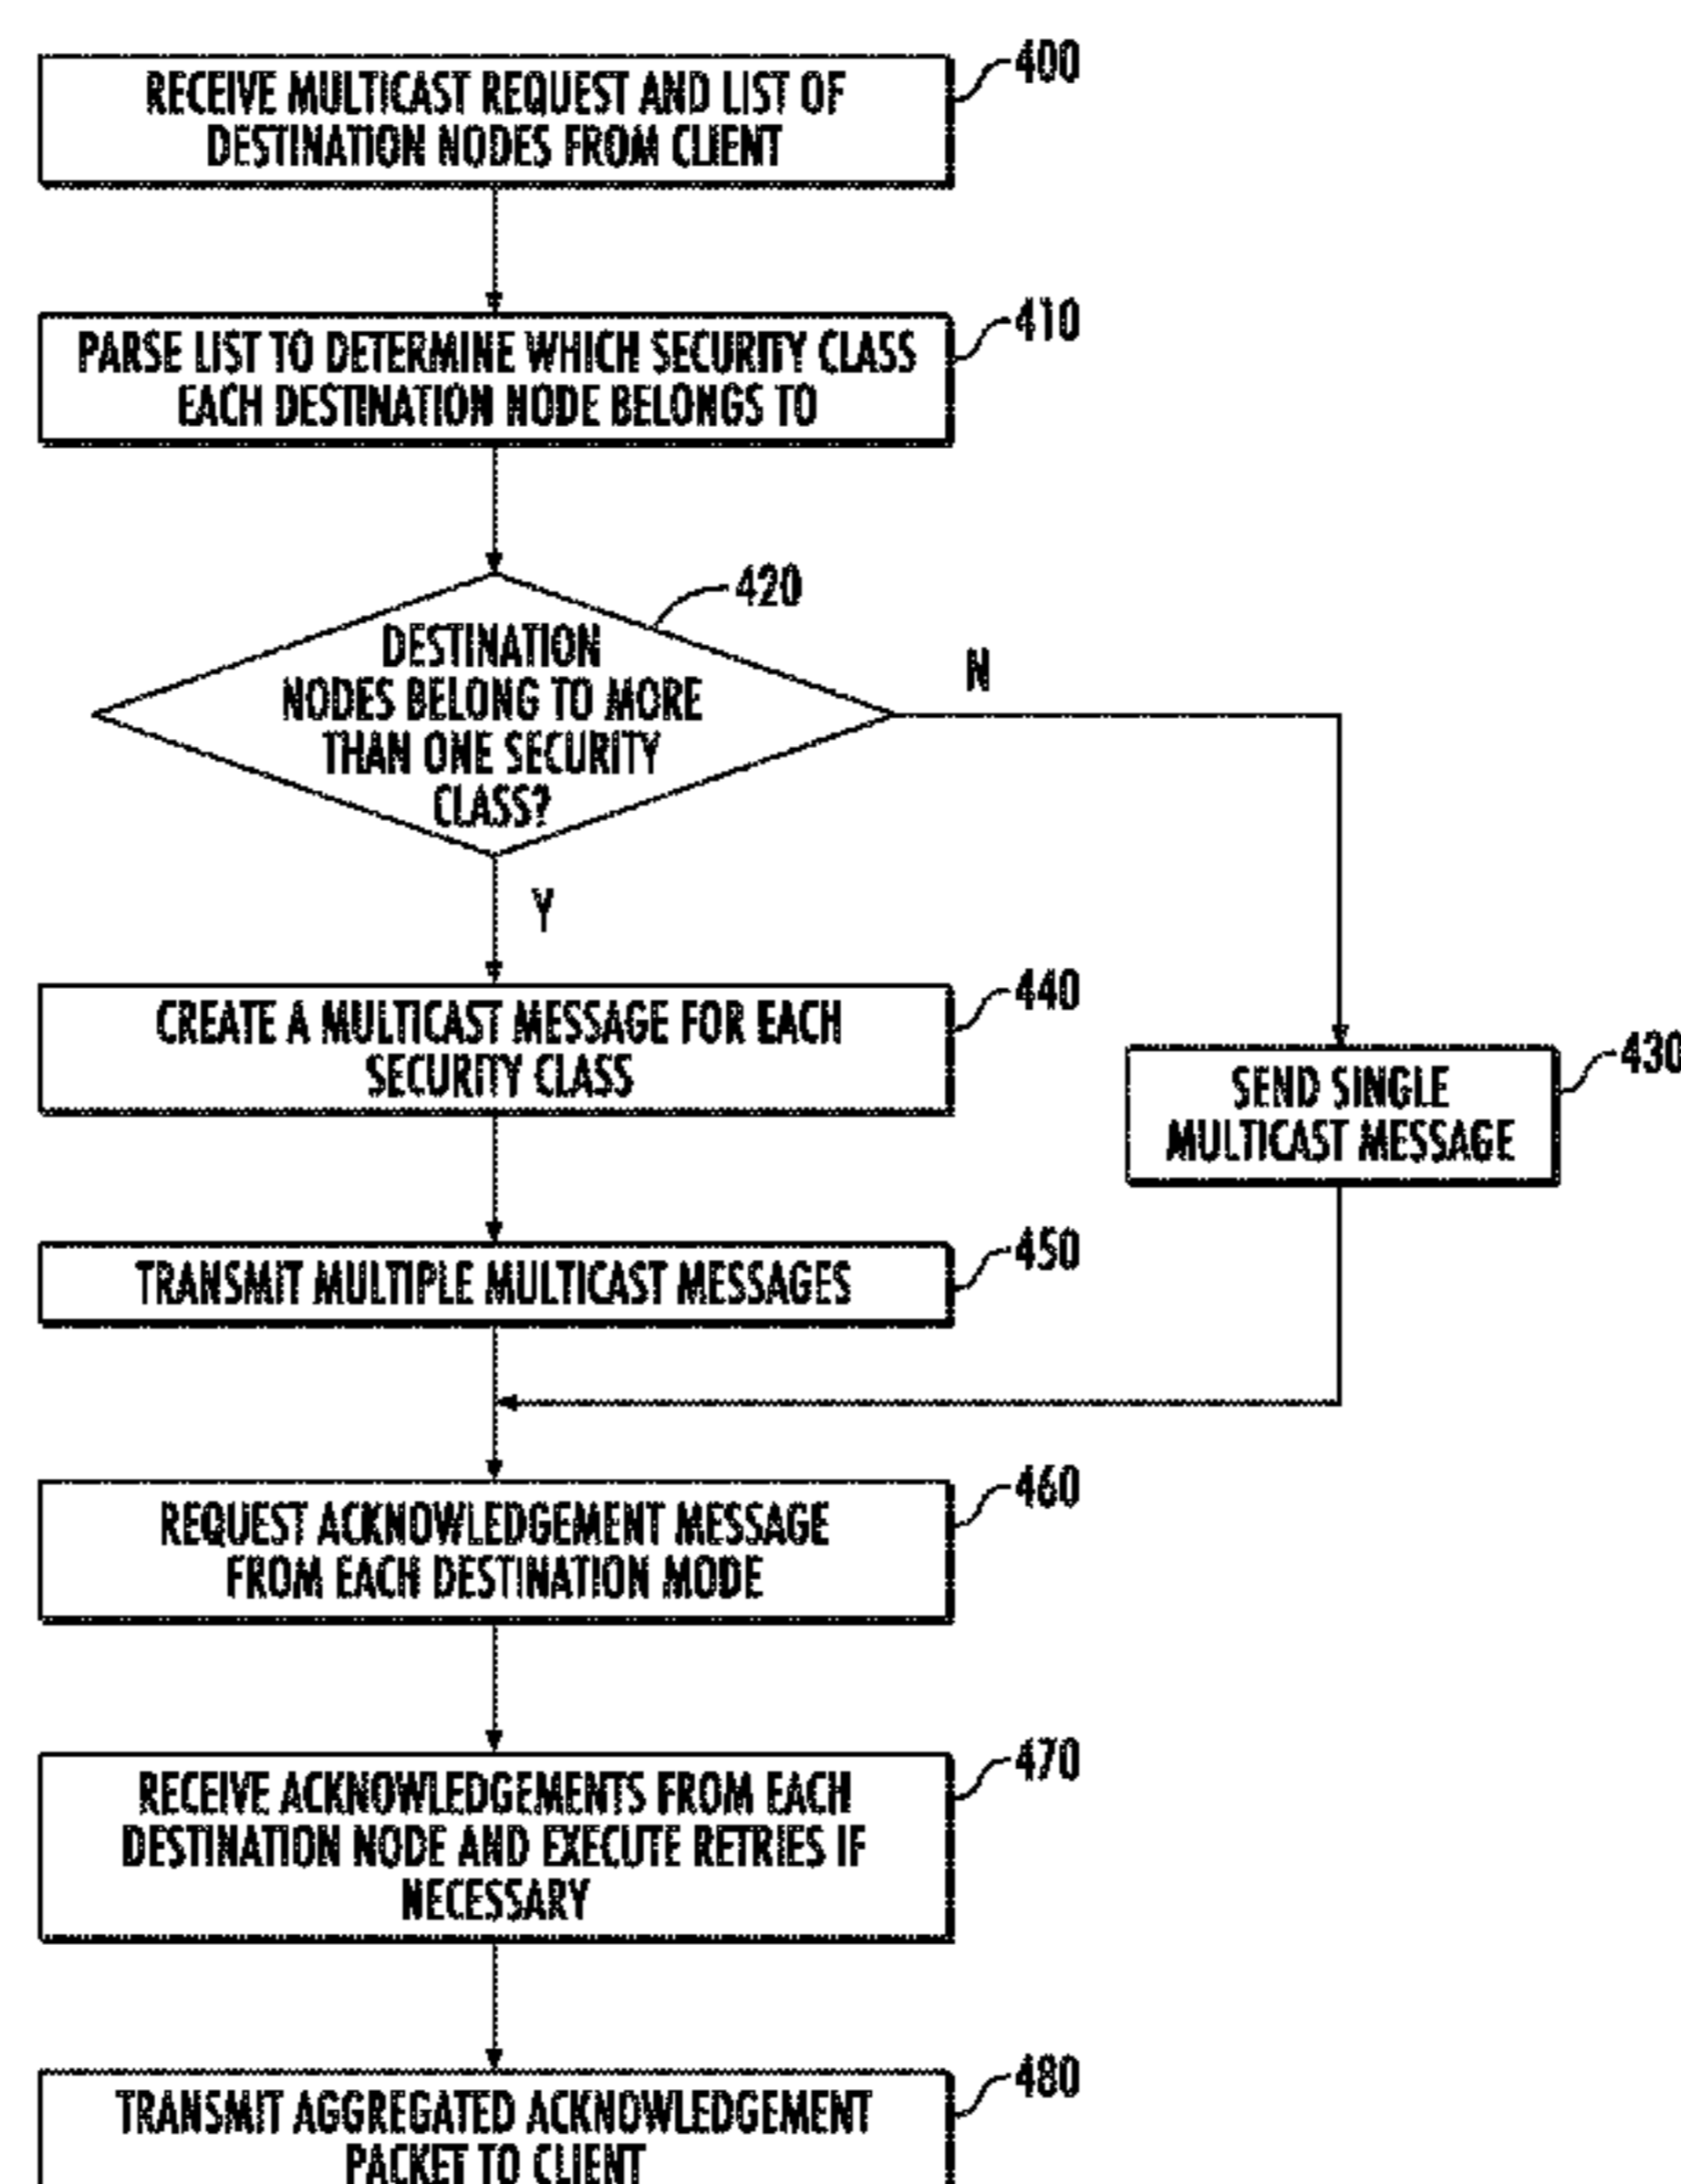 400
RECEIVE MULTICAST REQUEST AND LIST OF
DESTINATION NODES FROM CLIENT
410
PARSE LIST TO DETERMINE WHICH SECURITY CLASS
EACH DESTINATION NODE BELONGS TO
420
DESTINATION
NODES BELONG TO MORE
THAN ONE SECURITY
CLASS?
N
Y
440
CREATE A MULTICAST MESSAGE FOR EACH
SECURITY CLASS
430
SEND SINGLE
MULTICAST MESSAGE
450
TRANSMIT MULTIPLE MULTICAST MESSAGES
460
REQUEST ACKNOWLEDGEMENT MESSAGE
FROM EACH DESTINATION MODE
470
RECEIVE ACKNOWLEDGEMENTS FROM EACH
DESTINATION NODE AND EXECUTE RETRIES IF
NECESSARY
480
TRANSMIT AGGREGATED ACKNOWLEDGEMENT
PACKET TO CLIENT